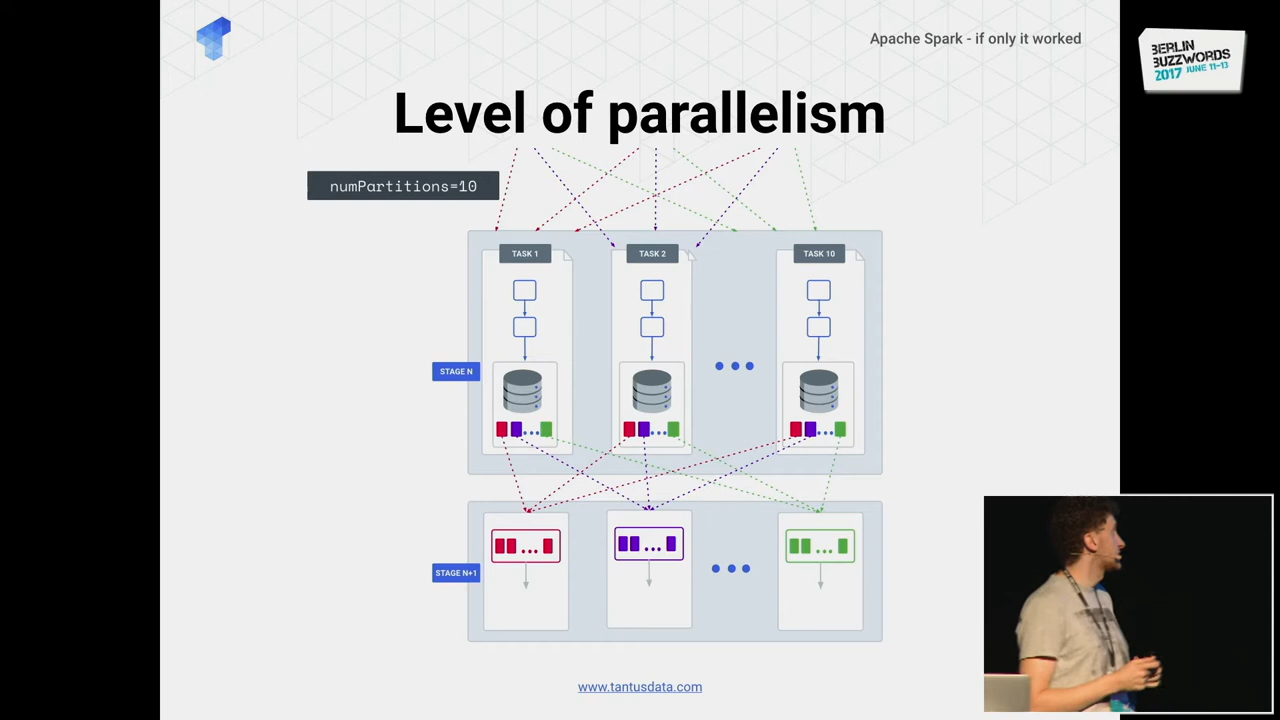 Apache Spark - if only it worked
BERLIN
BUZZWORDS
2017 JUNE 11-13
Level of parallelism
numPartitions=10
TASK 1
TASK 2
TASK 10
STAGE N
STAGE N+1
www.tantusdata.com